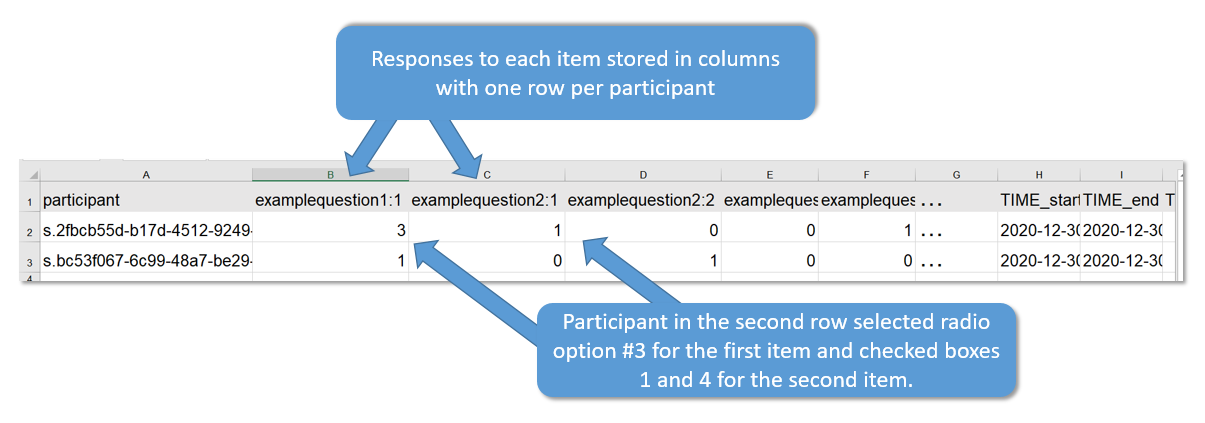 Responses to each item stored in columns
with one row per participant
A B C D E F G H I
1 participant examplequestion1:1 examplequestion2:1 examplequestion2:2 exampleques exampleques ... TIME_start TIME_end T
2 s.2fbcb55d-b17d-4512-9249- 3 1 0 0 1 ... 2020-12-30 2020-12-30
3 s.bc53f067-6c99-48a7-be29- 1 0 1 0 0 ... 2020-12-30 2020-12-30
4
Participant in the second row selected radio
option #3 for the first item and checked boxes
1 and 4 for the second item.